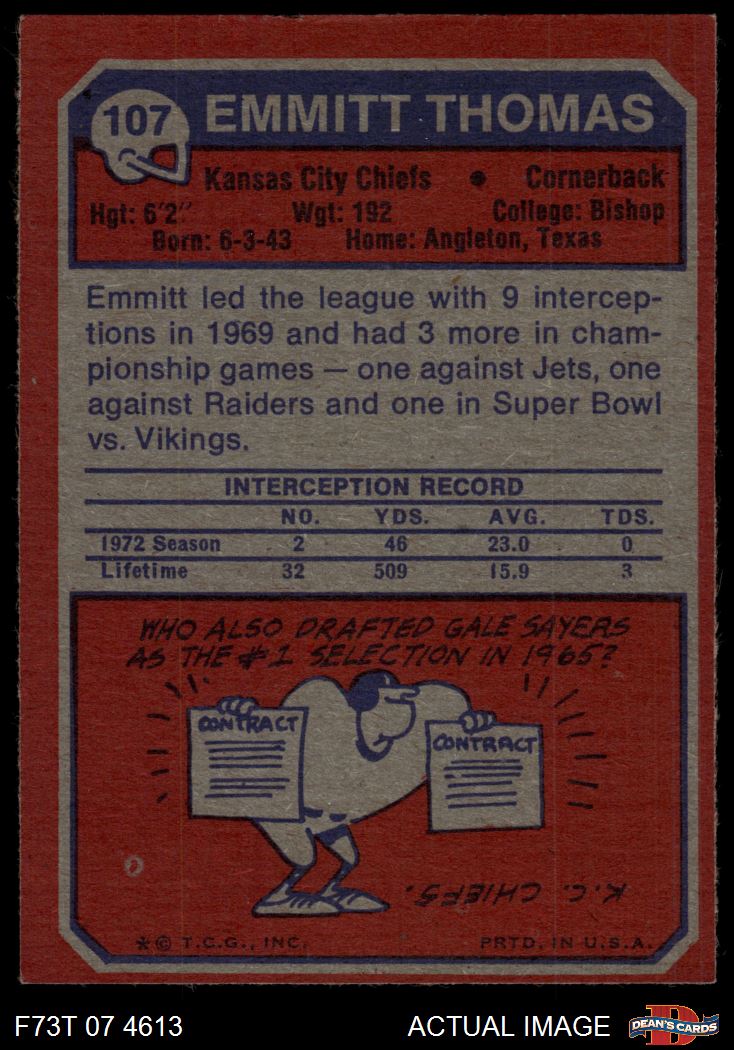 107 EMMITT THOMAS
Kansas City Chiefs • Cornerback
Hgt: 6'2" Wgt: 192 College: Bishop
Born: 6-3-43 Home: Angleton, Texas
Emmitt led the league with 9 intercep-
tions in 1969 and had 3 more in cham-
pionship games — one against Jets, one
against Raiders and one in Super Bowl
vs. Vikings.
INTERCEPTION RECORD
NO. YDS. AVG. TDS.
1972 Season 2 46 23.0 0
Lifetime 32 509 15.9 3
WHO ALSO DRAFTED GALE SAYERS
AS THE #1 SELECTION IN 1965?
CONTRACT
CONTRACT
K.C. CHIEFS.
*© T.C.G., INC. PRTD. IN U.S.A.
F73T 07 4613 ACTUAL IMAGE D DEAN'S CARDS